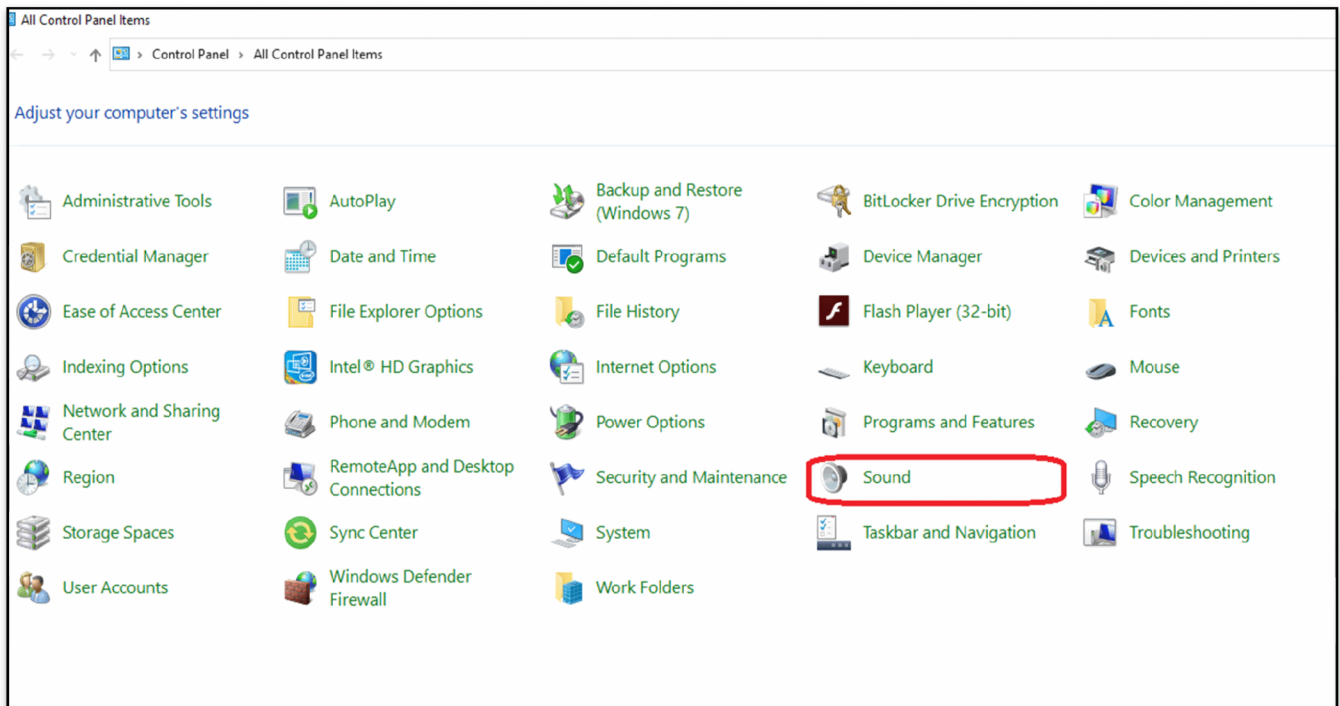 All Control Panel Items
Control Panel › All Control Panel Items
Adjust your computer's settings
Administrative Tools
AutoPlay
Backup and Restore
(Windows 7)
BitLocker Drive Encryption
Color Management
Credential Manager
Date and Time
Default Programs
Device Manager
Devices and Printers
Ease of Access Center
File Explorer Options
File History
Flash Player (32-bit)
Fonts
Indexing Options
Intel® HD Graphics
Internet Options
Keyboard
Mouse
Network and Sharing
Center
Phone and Modem
Power Options
Programs and Features
Recovery
Region
RemoteApp and Desktop
Connections
Security and Maintenance
Sound
Speech Recognition
Storage Spaces
Sync Center
System
Taskbar and Navigation
Troubleshooting
User Accounts
Windows Defender
Firewall
Work Folders